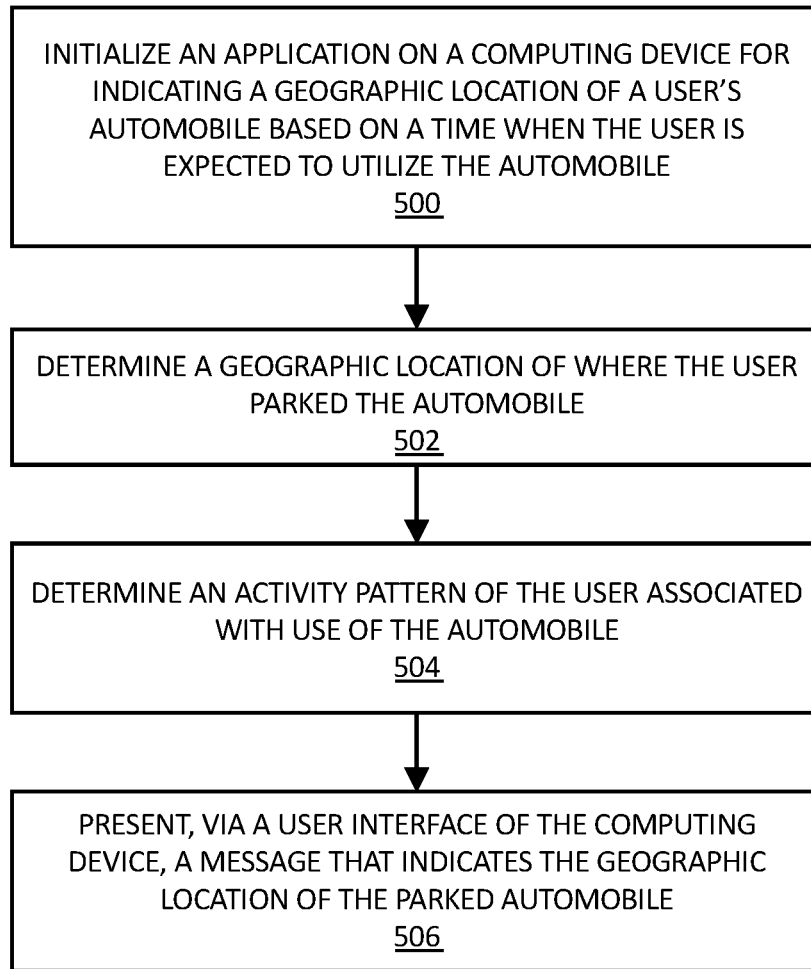 INITIALIZE AN APPLICATION ON A COMPUTING DEVICE FOR
INDICATING A GEOGRAPHIC LOCATION OF A USER'S
AUTOMOBILE BASED ON A TIME WHEN THE USER IS
EXPECTED TO UTILIZE THE AUTOMOBILE
500
DETERMINE A GEOGRAPHIC LOCATION OF WHERE THE USER
PARKED THE AUTOMOBILE
502
DETERMINE AN ACTIVITY PATTERN OF THE USER ASSOCIATED
WITH USE OF THE AUTOMOBILE
504
PRESENT, VIA A USER INTERFACE OF THE COMPUTING
DEVICE, A MESSAGE THAT INDICATES THE GEOGRAPHIC
LOCATION OF THE PARKED AUTOMOBILE
506